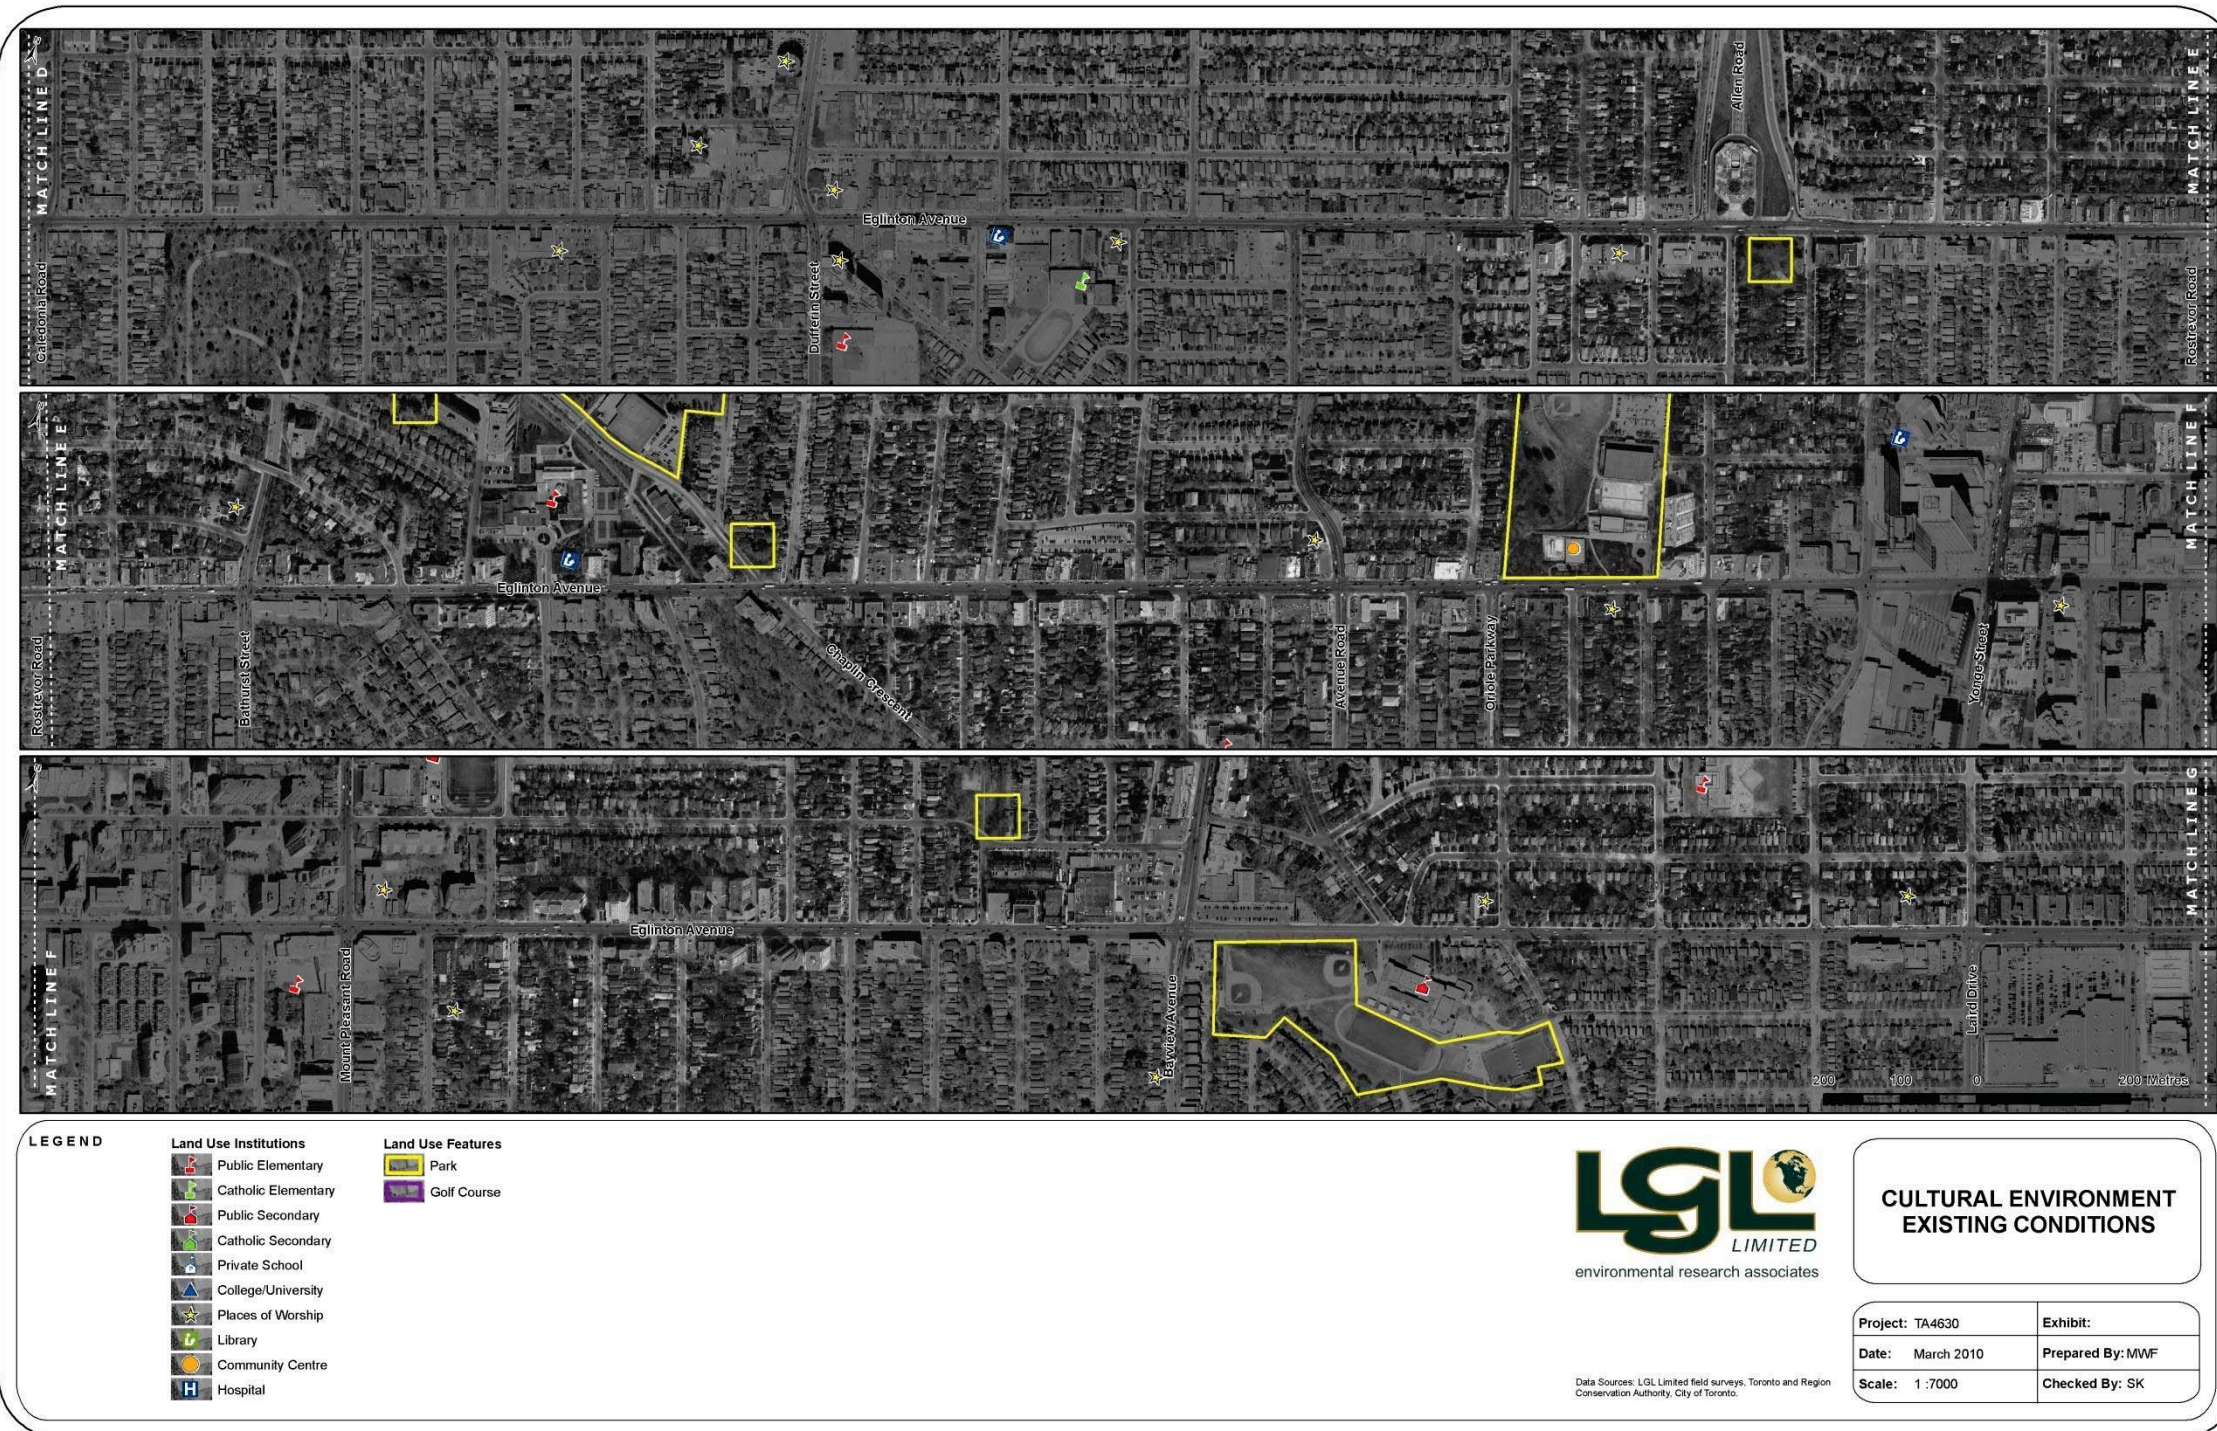 MATCH LINE D
MATCH LINE E
Allen Road
Eglinton Avenue
Caledonia Road
Dufferin Street
Rostrevor Road
MATCH LINE E
MATCH LINE F
Eglinton Avenue
Rostrevor Road
Bathurst Street
Chaplin Crescent
Avenue Road
Oriole Parkway
Yonge Street
MATCH LINE G
Eglinton Avenue
MATCH LINE F
Mount Pleasant Road
Bayview Avenue
Laird Drive
200 100 0 200 Metres
LEGEND
Land Use Institutions
Public Elementary
Catholic Elementary
Public Secondary
Catholic Secondary
Private School
College/University
Places of Worship
Library
Community Centre
H Hospital
Land Use Features
Park
Golf Course
LGL
LIMITED
environmental research associates
Data Sources: LGL Limited field surveys, Toronto and Region
Conservation Authority, City of Toronto.
CULTURAL ENVIRONMENT
EXISTING CONDITIONS
Project: TA4630 Exhibit:
Date: March 2010 Prepared By: MWF
Scale: 1 :7000 Checked By: SK